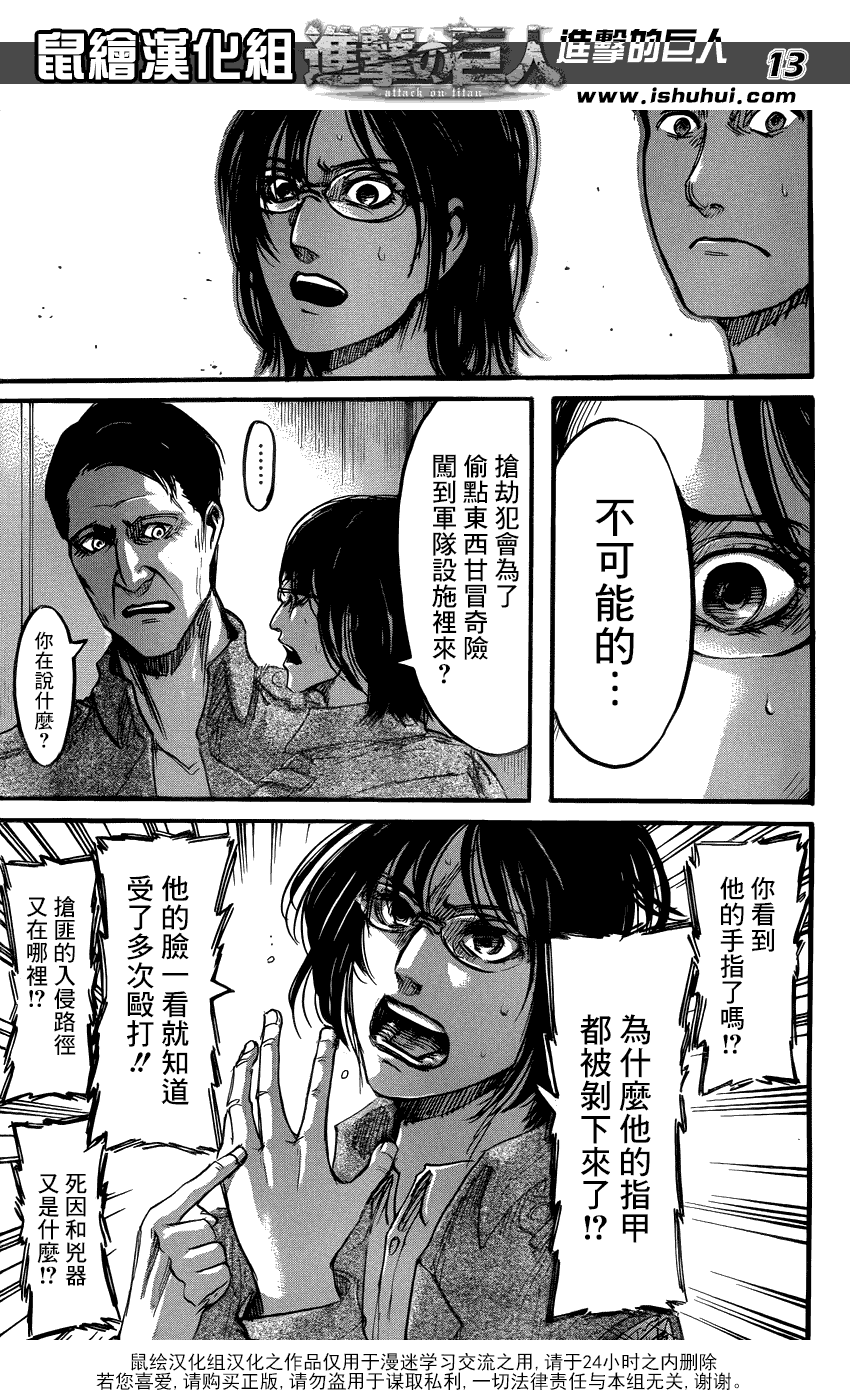 鼠繪漢化組
進撃の巨人
attack on titan
進擊的巨人
13
www.ishuhui.com
不可能的…
搶劫犯會為了
偷點東西甘冒奇險
闖到軍隊設施裡來？
……
你在說什麼？
你看到
他的手指了嗎!?
為什麼他的指甲
都被剝下來了!?
他的臉一看就知道
受了多次毆打!!
搶匪的入侵路徑
又在哪裡!?
死因和兇器
又是什麼!?
鼠绘汉化组汉化之作品仅用于漫迷学习交流之用, 请于24小时之内删除
若您喜爱, 请购买正版, 请勿盗用于谋取私利, 一切法律责任与本组无关, 谢谢。